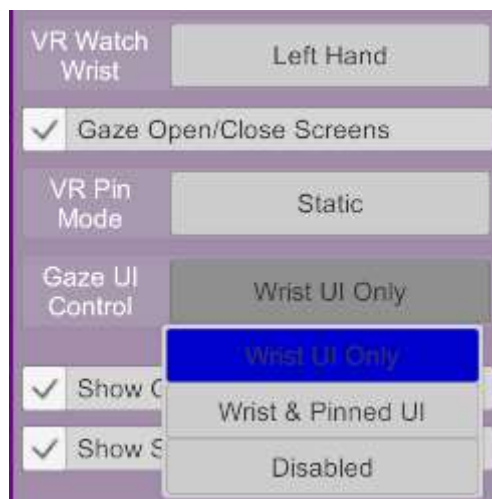 VR Watch
Wrist
Left Hand
Gaze Open/Close Screens
VR Pin
Mode
Static
Gaze UI
Control
Wrist UI Only
Wrist UI Only
Show
Wrist & Pinned UI
Show
Disabled